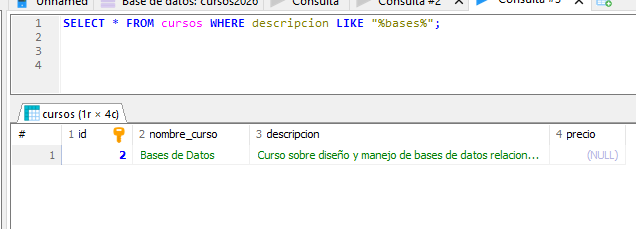 Unnamed Base de datos: cursos2026 Consulta Consulta #2 Consulta #3
1 SELECT * FROM cursos WHERE descripcion LIKE "%bases%";
2
3
4
cursos (1r × 4c)
# 1 id 2 nombre_curso 3 descripcion 4 precio
1 2 Bases de Datos Curso sobre diseño y manejo de bases de datos relacion... (NULL)